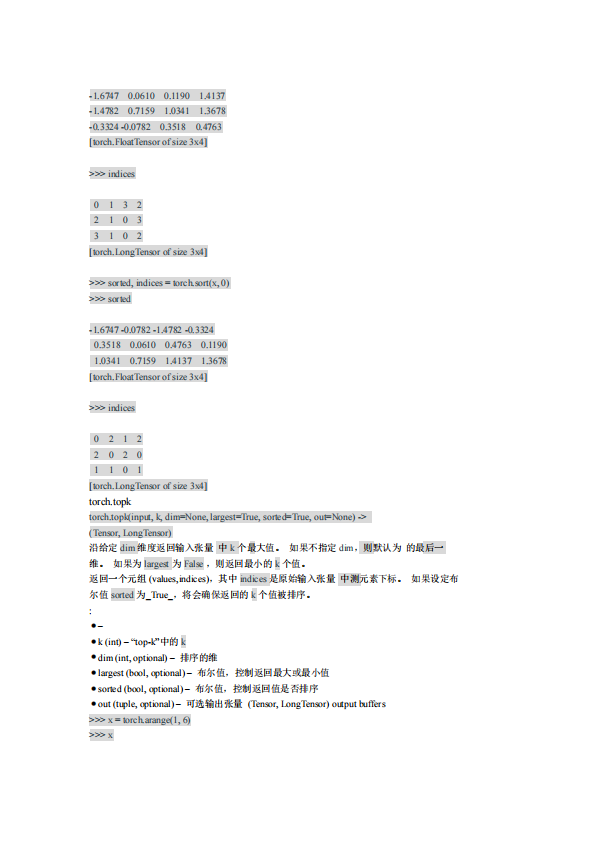 -1.6747 0.0610 0.1190 1.4137
-1.4782 0.7159 1.0341 1.3678
-0.3324 -0.0782 0.3518 0.4763
[torch.FloatTensor of size 3x4]
>>> indices
0 1 3 2
2 1 0 3
3 1 0 2
[torch.LongTensor of size 3x4]
>>> sorted, indices = torch.sort(x, 0)
>>> sorted
-1.6747 -0.0782 -1.4782 -0.3324
0.3518 0.0610 0.4763 0.1190
1.0341 0.7159 1.4137 1.3678
[torch.FloatTensor of size 3x4]
>>> indices
0 2 1 2
2 0 2 0
1 1 0 1
[torch.LongTensor of size 3x4]
torch.topk
torch.topk(input, k, dim=None, largest=True, sorted=True, out=None) ->
(Tensor, LongTensor)
沿给定 dim 维度返回输入张量 中 k 个最大值。 如果不指定 dim，则默认为 的最后一
维。 如果为 largest 为 False ，则返回最小的 k 个值。
返回一个元组 (values,indices)，其中 indices 是原始输入张量 中测元素下标。 如果设定布
尔值 sorted 为_True_，将会确保返回的 k 个值被排序。
:
●–
●k (int) – “top-k”中的 k
●dim (int, optional) – 排序的维
●largest (bool, optional) – 布尔值，控制返回最大或最小值
●sorted (bool, optional) – 布尔值，控制返回值是否排序
●out (tuple, optional) – 可选输出张量 (Tensor, LongTensor) output buffers
>>> x = torch.arange(1, 6)
>>> x